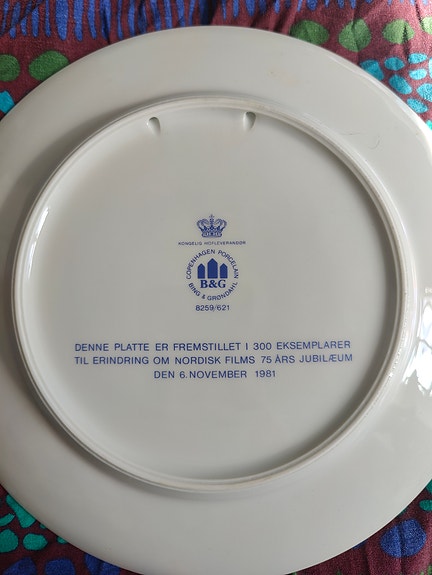 KONGELIG HOFLEVERANDØR
COPENHAGEN PORCELAIN
B&G
BING & GRØNDAHL
8259/621
DENNE PLATTE ER FREMSTILLET I 300 EKSEMPLARER
TIL ERINDRING OM NORDISK FILMS 75 ÅRS JUBILÆUM
DEN 6. NOVEMBER 1981